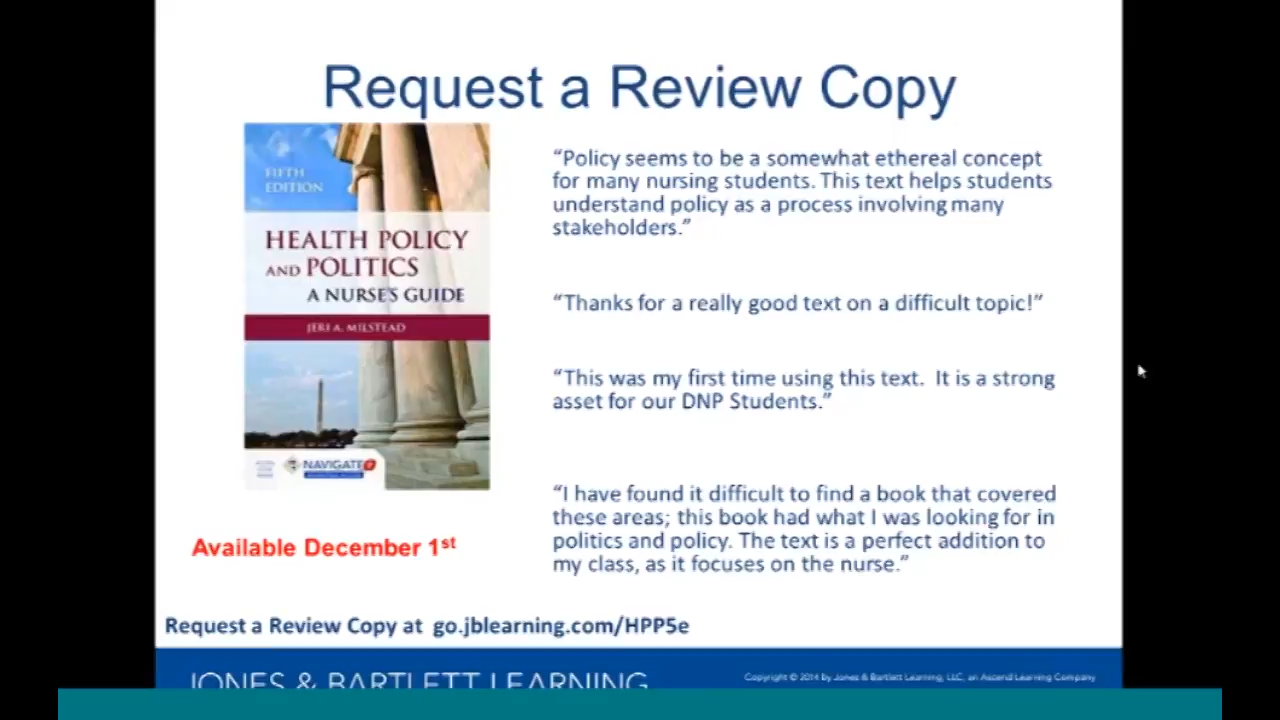 Request a Review Copy
FIFTH
EDITION
HEALTH POLICY
AND POLITICS
A NURSE'S GUIDE
JERI A. MILSTEAD
NAVIGATE
Available December 1st
“Policy seems to be a somewhat ethereal concept
for many nursing students. This text helps students
understand policy as a process involving many
stakeholders.”
“Thanks for a really good text on a difficult topic!”
“This was my first time using this text.  It is a strong
asset for our DNP Students.”
“I have found it difficult to find a book that covered
these areas; this book had what I was looking for in
politics and policy. The text is a perfect addition to
my class, as it focuses on the nurse.”
Request a Review Copy at go.jblearning.com/HPP5e
JONES & BARTLETT LEARNING
Copyright © 2014 by Jones & Bartlett Learning, LLC, an Ascend Learning Company